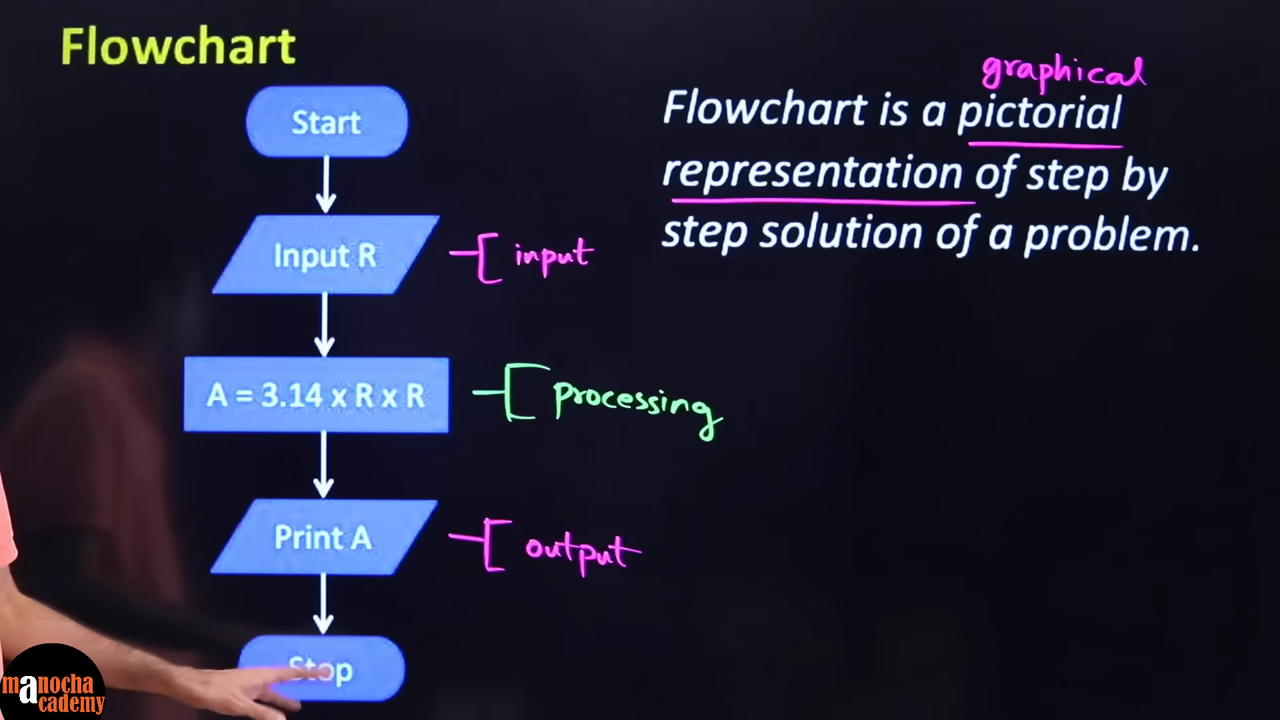 Flowchart
graphical
Flowchart is a pictorial
representation of step by
step solution of a problem.
Start
Input R
input
A = 3.14 x R x R
processing
Print A
output
Stop
manocha
academy